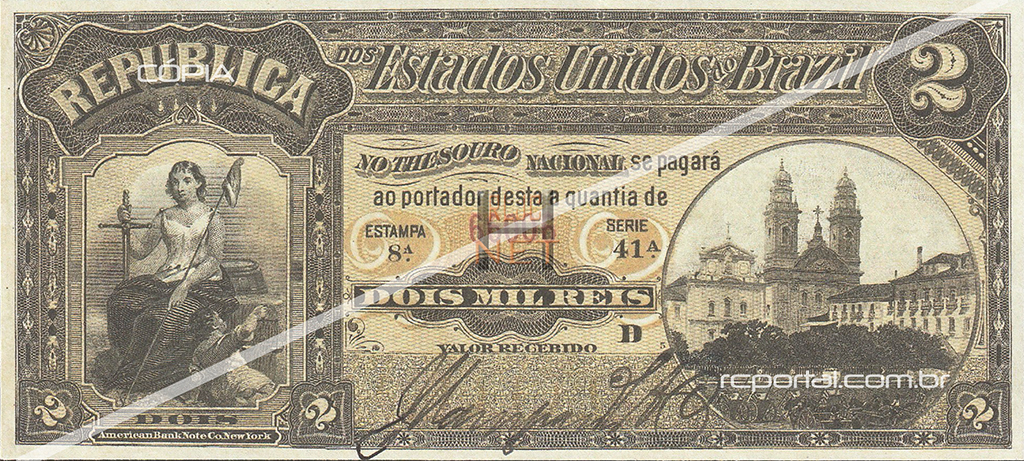 REPUBLICA
DOS Estados Unidos DO Brazil
2
CÓPIA
NO THESOURO NACIONAL se pagará
ao portador desta a quantia de
ESTAMPA
8.A
SERIE
41A
DOIS MIL REIS
D
VALOR RECEBIDO
rcportal.com.br
2
DOIS
2
2
American Bank Note Co. New York